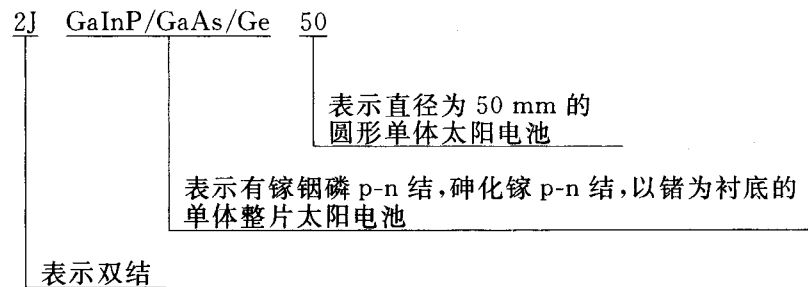 2J GaInP/GaAs/Ge 50
表示直径为 50 mm 的
圆形单体太阳电池
表示有镓铟磷 p-n 结,砷化镓 p-n 结,以锗为衬底的
单体整片太阳电池
表示双结